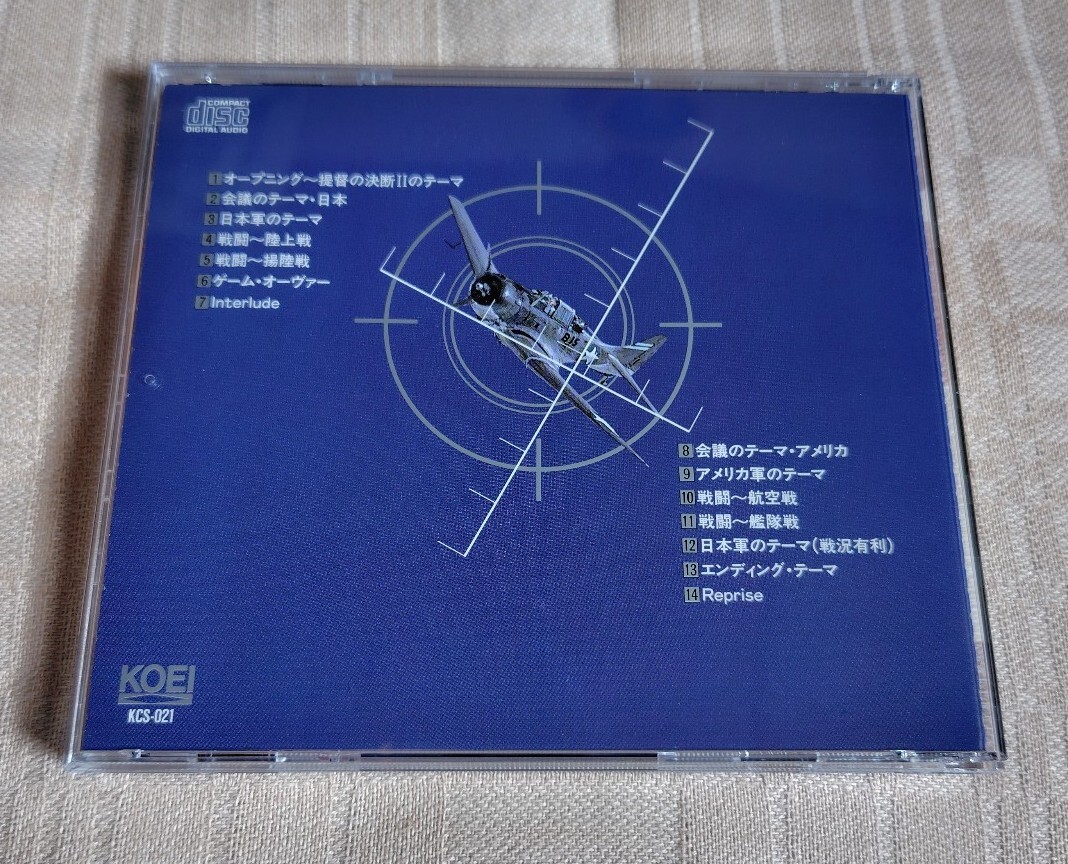 COMPACT
disc
DIGITAL AUDIO
1 オープニング～提督の決断IIのテーマ
2 会議のテーマ・日本
3 日本軍のテーマ
4 戦闘～陸上戦
5 戦闘～揚陸戦
6 ゲーム・オーヴァー
7 Interlude
B15
8 会議のテーマ・アメリカ
9 アメリカ軍のテーマ
10 戦闘～航空戦
11 戦闘～艦隊戦
12 日本軍のテーマ(戦況有利)
13 エンディング・テーマ
14 Reprise
KOEI
KCS-021